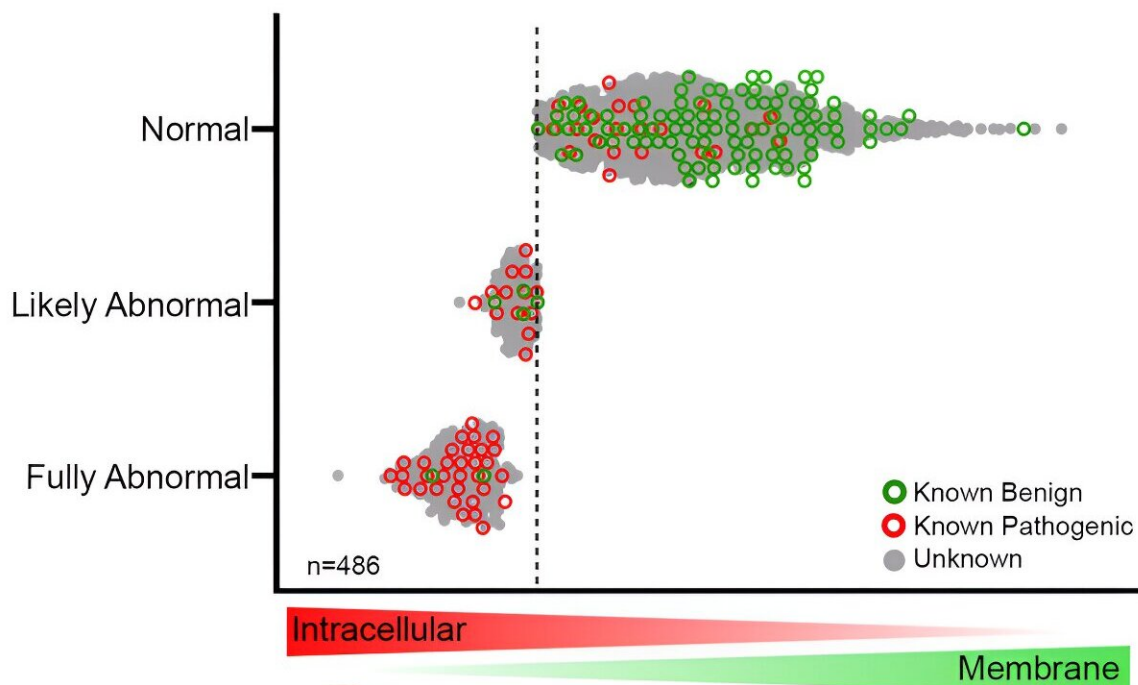 Normal
Likely Abnormal
Fully Abnormal
Known Benign
Known Pathogenic
Unknown
n=486
Intracellular
Membrane